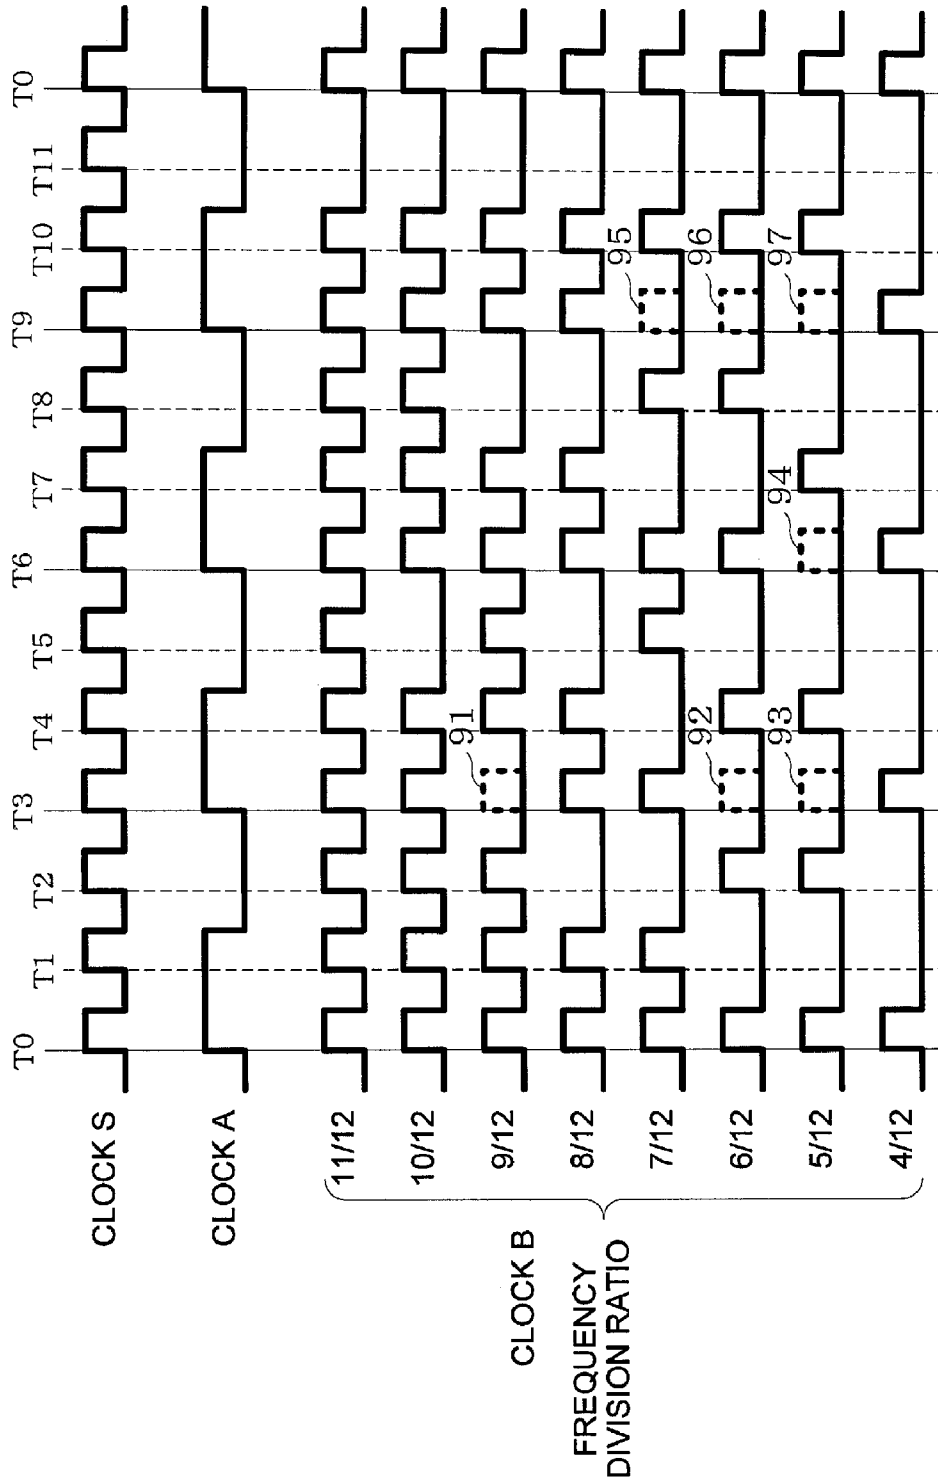 T0 T1 T2 T3 T4 T5 T6 T7 T8 T9 T10 T11 T0
CLOCK S
CLOCK A
11/12
10/12
9/12
91
8/12
7/12
95
6/12
92
96
5/12
93
94
97
4/12
CLOCK B
FREQUENCY
DIVISION RATIO